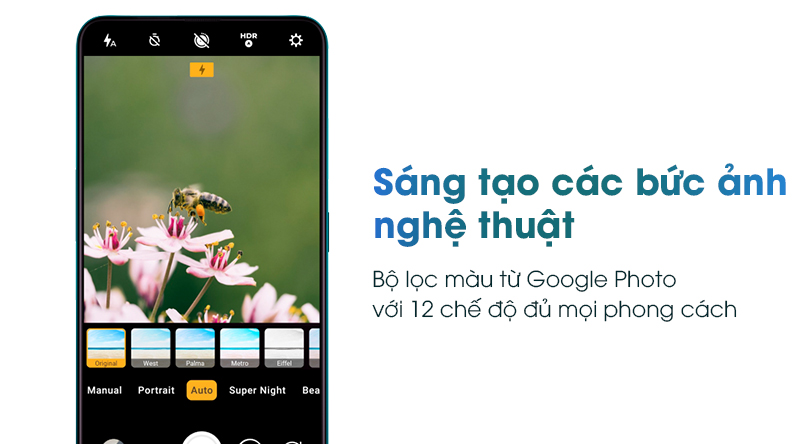 A
HDR
Sáng tạo các bức ảnh
nghệ thuật
Bộ lọc màu từ Google Photo
với 12 chế độ đủ mọi phong cách
Original West Palma Metro Eiffel
Manual Portrait Auto Super Night Bea